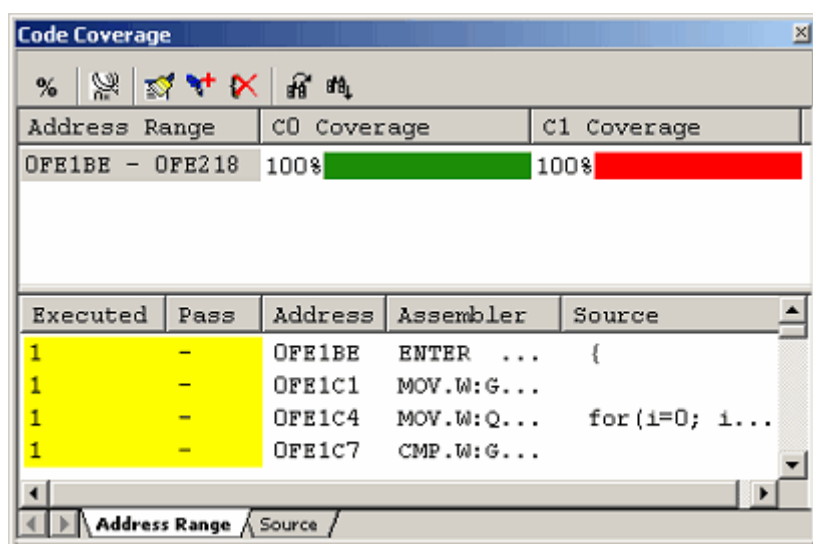 Code Coverage
%
Address Range C0 Coverage C1 Coverage
0FE1BE - 0FE218 100% 100%
Executed Pass Address Assembler Source
1 - 0FE1BE ENTER ... {
1 - 0FE1C1 MOV.W:G...
1 - 0FE1C4 MOV.W:Q... for(i=0; i...
1 - 0FE1C7 CMP.W:G...
Address Range Source